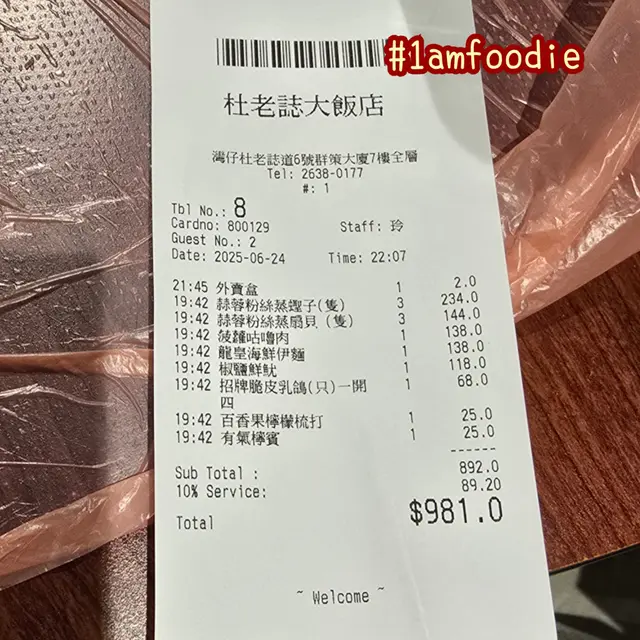 #1amfoodie
杜老誌大飯店
灣仔杜老誌道6號群策大廈7樓全層
Tel: 2638-0177
#: 1
Tbl No.: 8
Cardno: 800129 Staff: 玲
Guest No.: 2
Date: 2025-06-24 Time: 22:07
21:45 外賣盒 1 2.0
19:42 蒜蓉粉絲蒸蟶子(隻) 3 234.0
19:42 蒜蓉粉絲蒸扇貝(隻) 3 144.0
19:42 菠蘿咕嚕肉 1 138.0
19:42 龍皇海鮮伊麵 1 138.0
19:42 椒鹽鮮魷 1 118.0
19:42 招牌脆皮乳鴿(只)一開 1 68.0
四
19:42 百香果檸檬梳打 1 25.0
19:42 有氣檸賓 1 25.0
------
Sub Total : 892.0
10% Service: 89.20
Total $981.0
~ Welcome ~